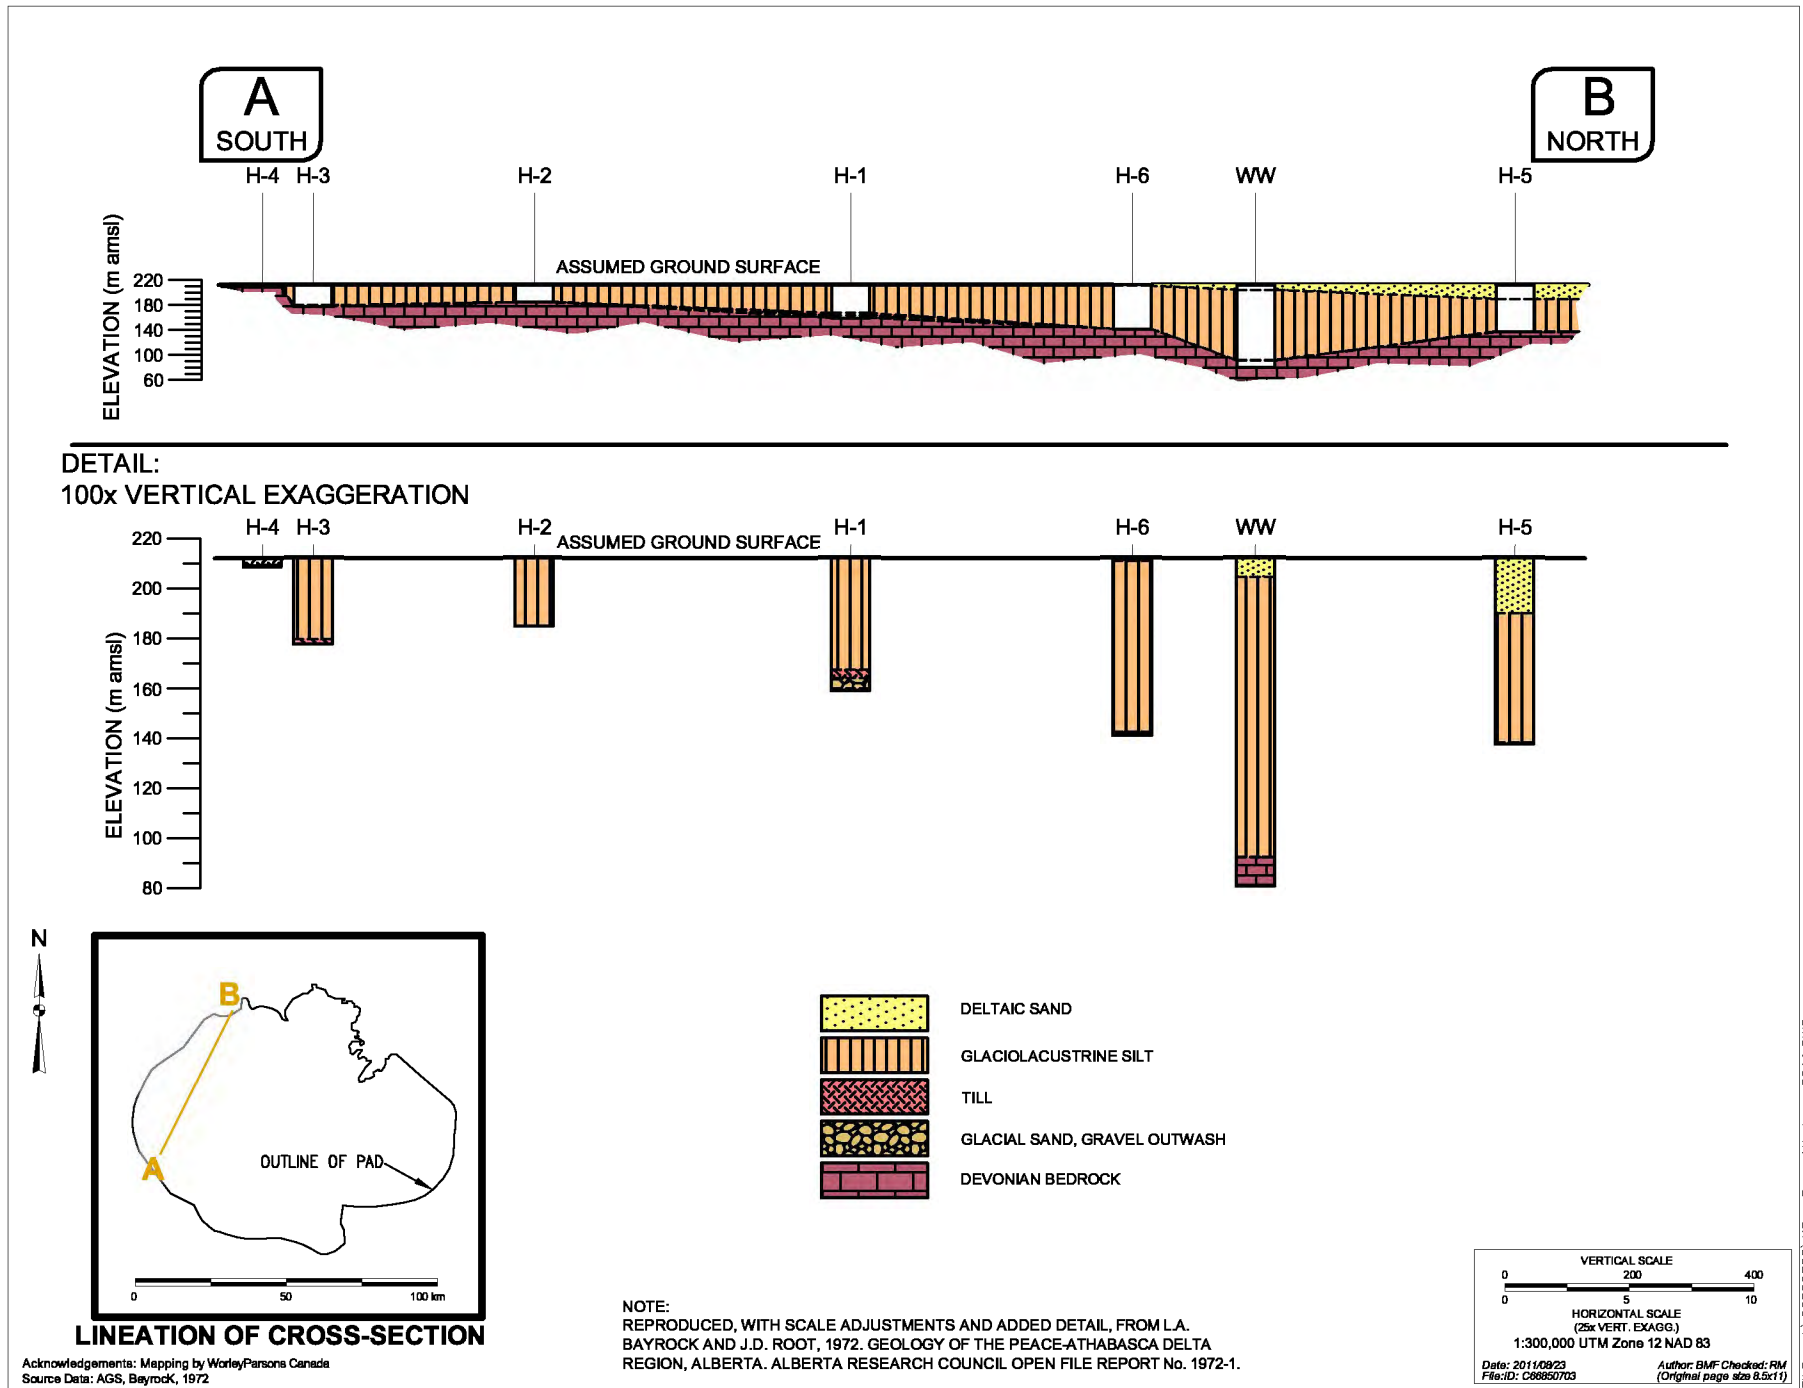 A
SOUTH
B
NORTH
H-4 H-3 H-2 H-1 H-6 WW H-5
ASSUMED GROUND SURFACE
ELEVATION (m amsl)
220
180
140
100
60
DETAIL:
100x VERTICAL EXAGGERATION
H-4 H-3 H-2 H-1 H-6 WW H-5
ASSUMED GROUND SURFACE
ELEVATION (m amsl)
220
200
180
160
140
120
100
80
N
B
A
OUTLINE OF PAD
0 50 100 km
LINEATION OF CROSS-SECTION
Acknowledgements: Mapping by WorleyParsons Canada
Source Data: AGS, BayrocK, 1972
DELTAIC SAND
GLACIOLACUSTRINE SILT
TILL
GLACIAL SAND, GRAVEL OUTWASH
DEVONIAN BEDROCK
NOTE:
REPRODUCED, WITH SCALE ADJUSTMENTS AND ADDED DETAIL, FROM L.A.
BAYROCK AND J.D. ROOT, 1972. GEOLOGY OF THE PEACE-ATHABASCA DELTA
REGION, ALBERTA. ALBERTA RESEARCH COUNCIL OPEN FILE REPORT No. 1972-1.
VERTICAL SCALE
0 200 400
0 5 10
HORIZONTAL SCALE
(25x VERT. EXAGG.)
1:300,000 UTM Zone 12 NAD 83
Date: 2011/08/23 Author: BMF Checked: RM
File:ID: C66850703 (Original page size 8.5x11)